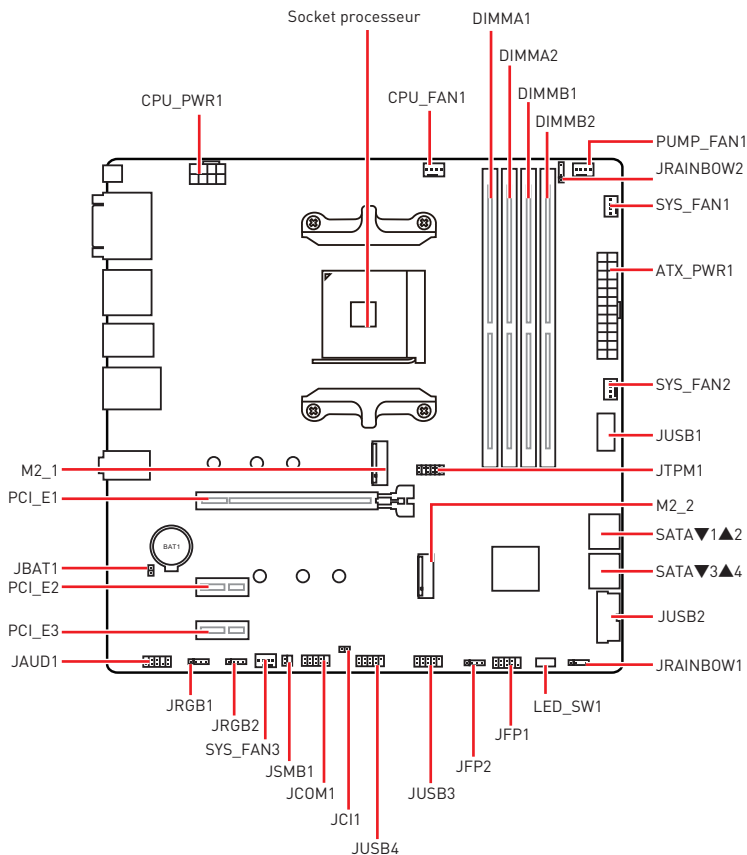 Socket processeur
DIMMA1
DIMMA2
CPU_PWR1
CPU_FAN1
DIMMB1
DIMMB2
PUMP_FAN1
JRAINBOW2
SYS_FAN1
ATX_PWR1
SYS_FAN2
JUSB1
M2_1
JTPM1
PCI_E1
M2_2
SATA▼1▲2
BAT1
JBAT1
SATA▼3▲4
PCI_E2
JUSB2
PCI_E3
JAUD1
JRAINBOW1
JRGB1
LED_SW1
JRGB2
JFP1
SYS_FAN3
JFP2
JSMB1
JCOM1
JUSB3
JCI1
JUSB4